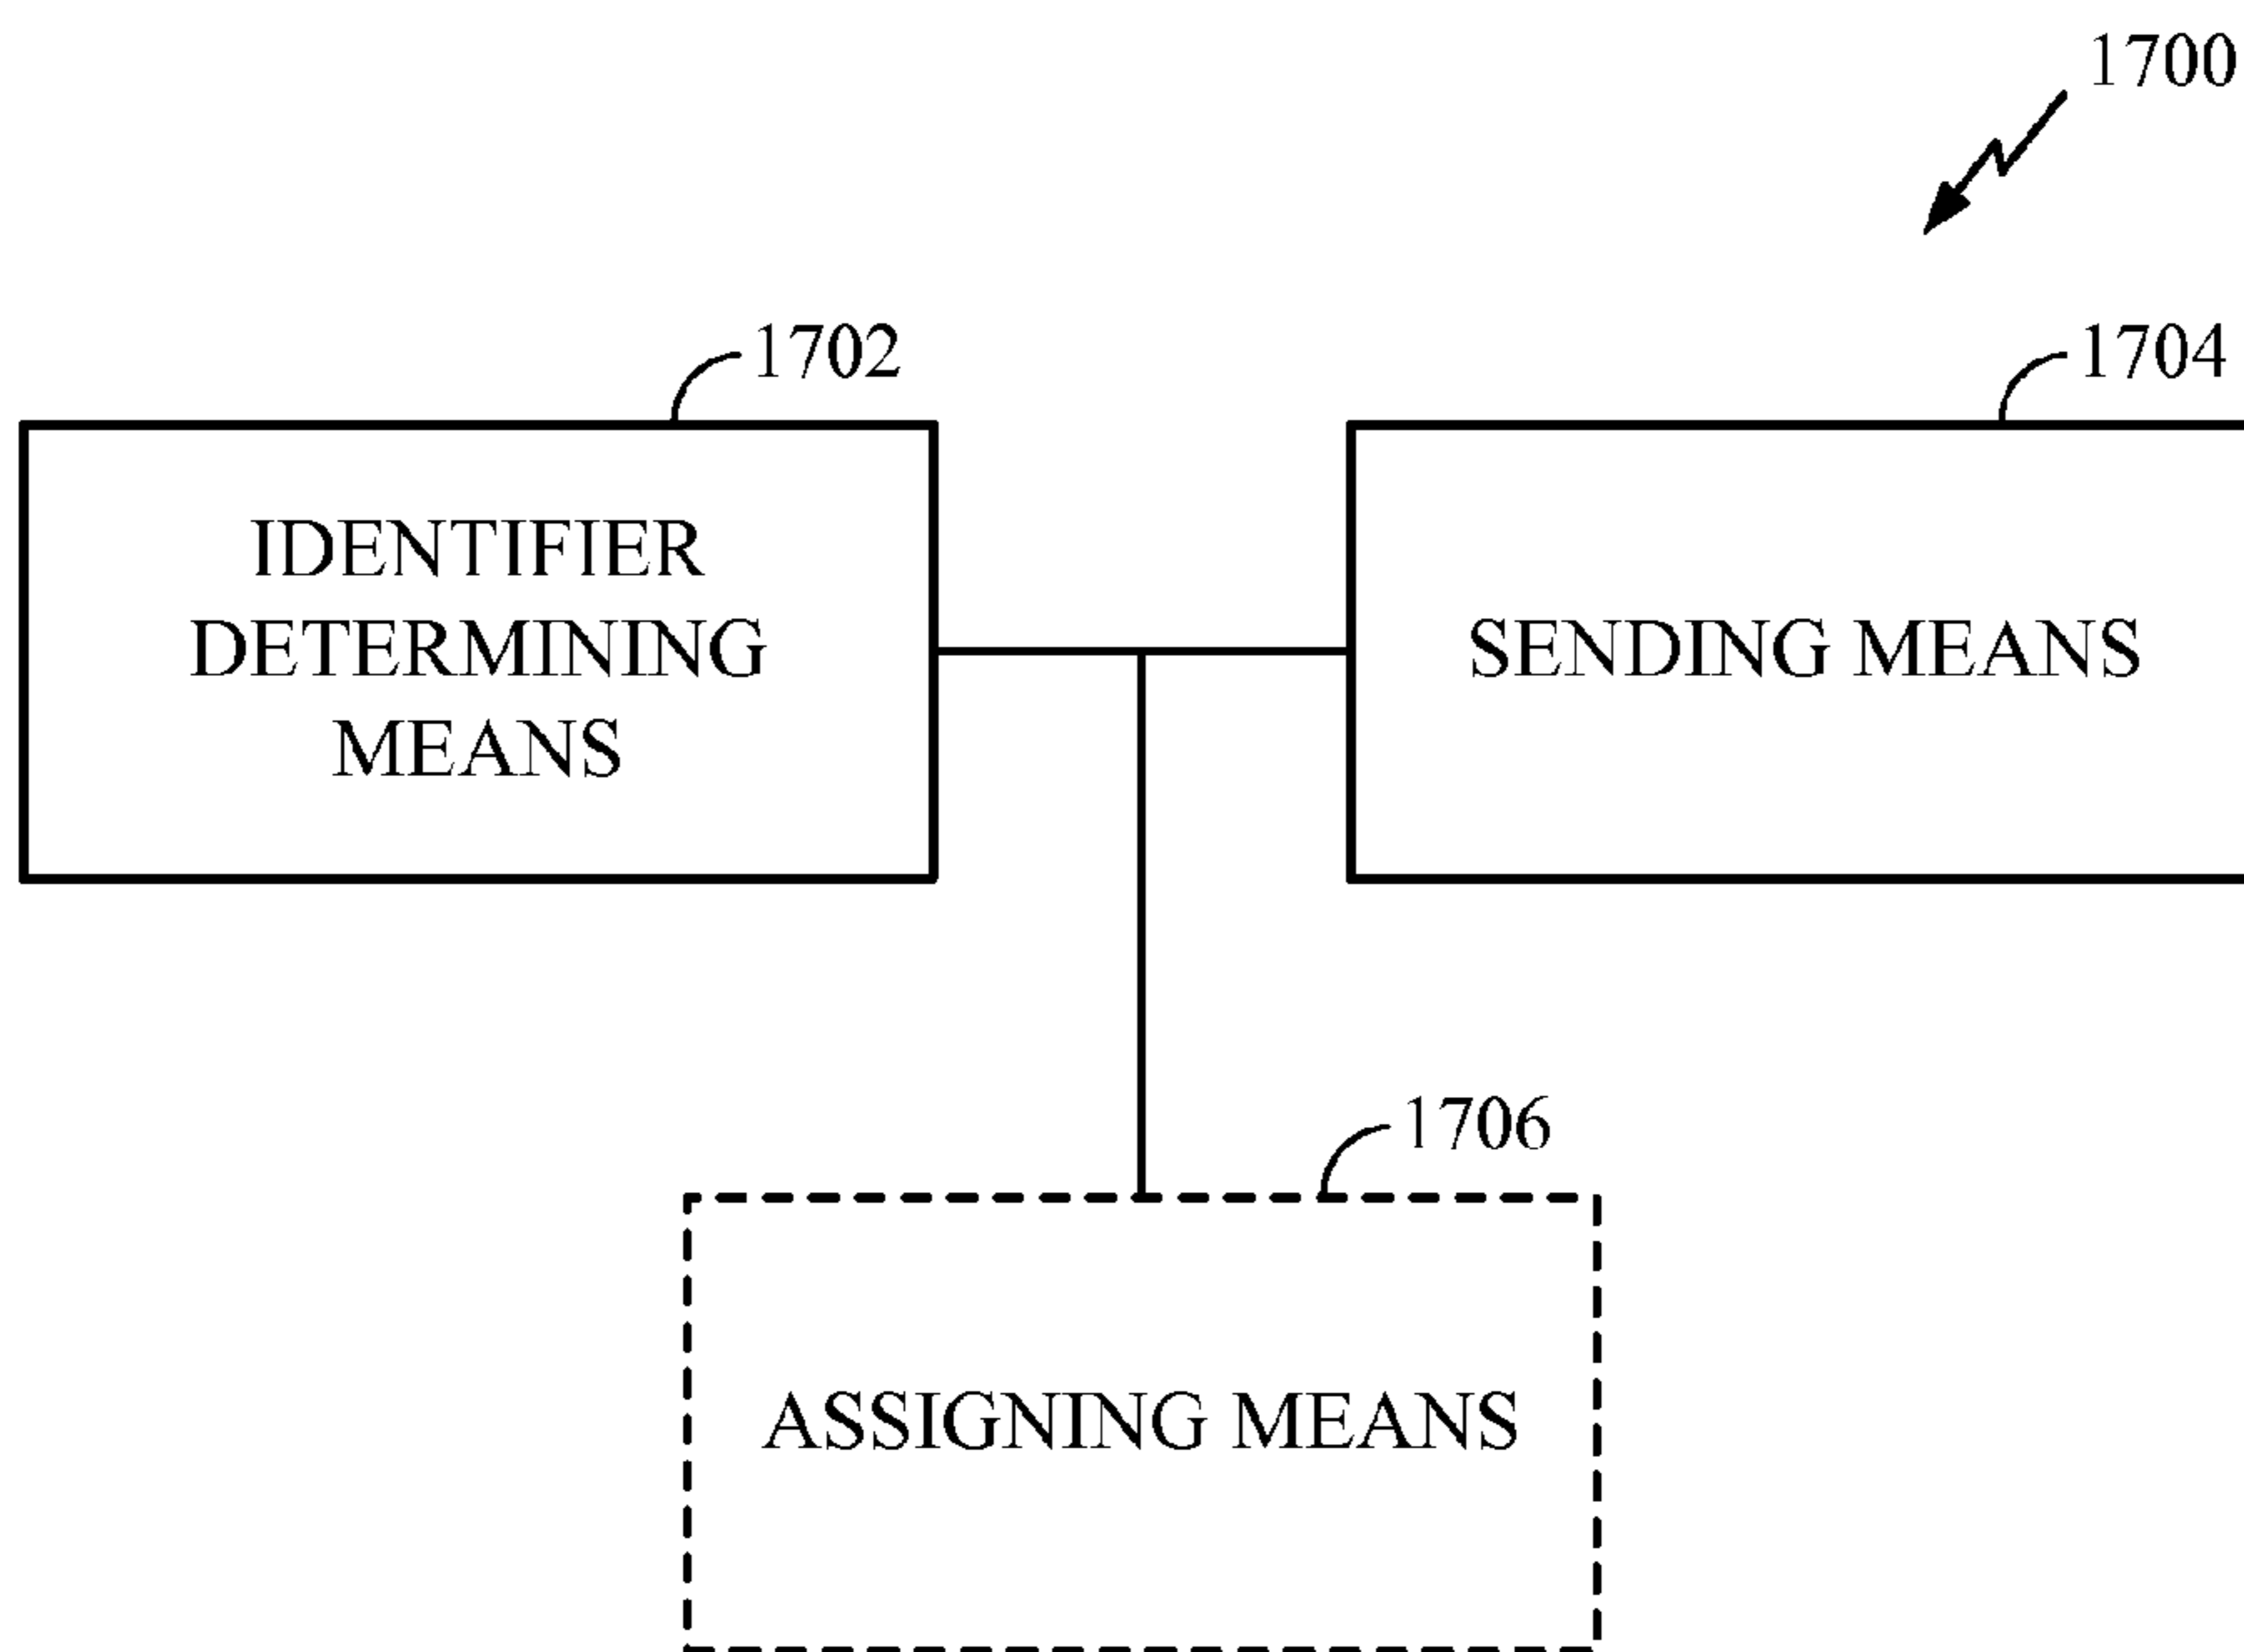 1700
1702
1704
IDENTIFIER
DETERMINING
MEANS
SENDING MEANS
1706
ASSIGNING MEANS